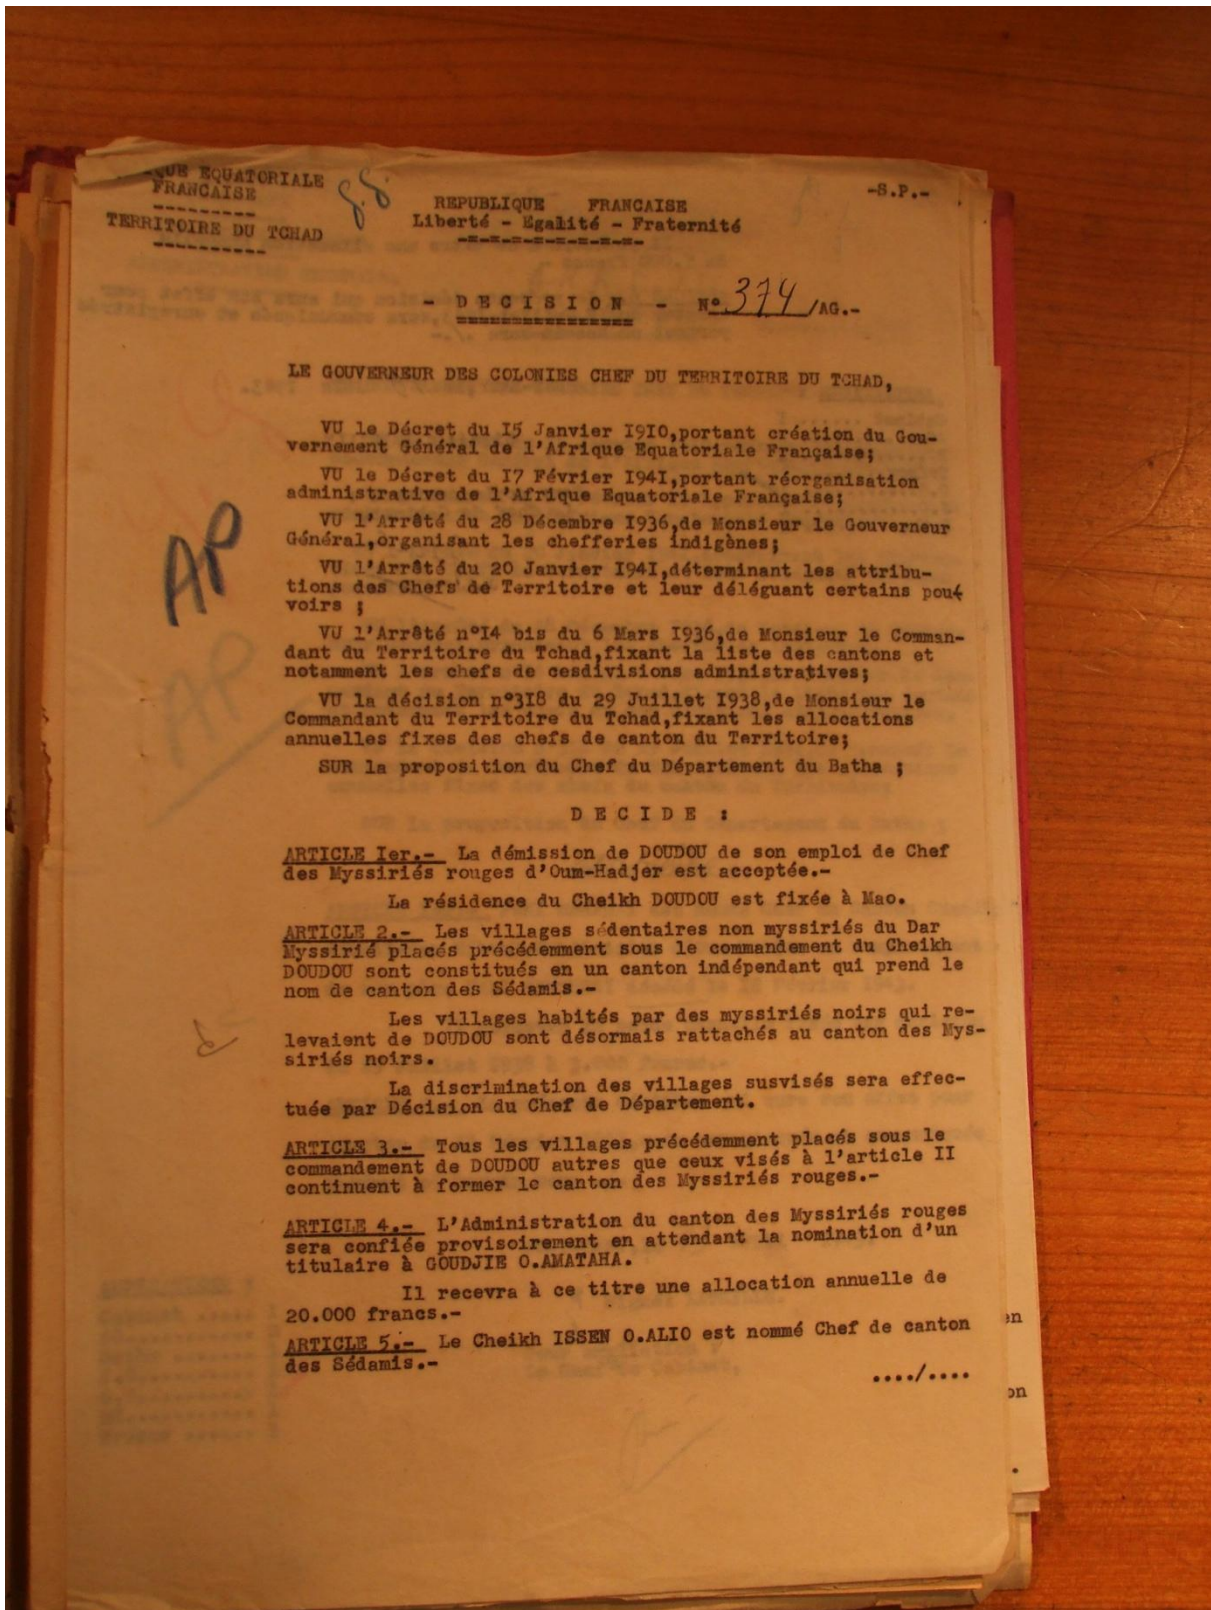 QUE EQUATORIALE
FRANCAISE
---------
TERRITOIRE DU TCHAD
-----------
-S.P.-
REPUBLIQUE FRANCAISE
Liberté - Egalité - Fraternité
-=-=-=-=-=-=-=-=-
- D E C I S I O N - N° 374 /AG.-
================
LE GOUVERNEUR DES COLONIES CHEF DU TERRITOIRE DU TCHAD,
VU le Décret du I5 Janvier I9I0,portant création du Gou-
vernement Général de l'Afrique Equatoriale Française;
VU le Décret du I7 Février I94I,portant réorganisation
administrative de l'Afrique Equatoriale Française;
VU l'Arrêté du 28 Décembre I936,de Monsieur le Gouverneur
Général,organisant les chefferies indigènes;
AP
VU l'Arrêté du 20 Janvier I94I,déterminant les attribu-
tions des Chefs de Territoire et leur déléguant certains pou-
voirs ;
VU l'Arrêté n°I4 bis du 6 Mars I936,de Monsieur le Comman-
dant du Territoire du Tchad,fixant la liste des cantons et
notamment les chefs de cesdivisions administratives;
AP
VU la décision n°3I8 du 29 Juillet I938,de Monsieur le
Commandant du Territoire du Tchad,fixant les allocations
annuelles fixes des chefs de canton du Territoire;
SUR la proposition du Chef du Département du Batha ;
D E C I D E :
ARTICLE Ier.- La démission de DOUDOU de son emploi de Chef
des Myssiriés rouges d'Oum-Hadjer est acceptée.-
La résidence du Cheikh DOUDOU est fixée à Mao.
ARTICLE 2.- Les villages sédentaires non myssiriés du Dar
Myssirié placés précédemment sous le commandement du Cheikh
DOUDOU sont constitués en un canton indépendant qui prend le
nom de canton des Sédamis.-
Les villages habités par des myssiriés noirs qui re-
levaient de DOUDOU sont désormais rattachés au canton des Mys-
siriés noirs.
La discrimination des villages susvisés sera effec-
tuée par Décision du Chef de Département.
ARTICLE 3.- Tous les villages précédemment placés sous le
commandement de DOUDOU autres que ceux visés à l'article II
continuent à former le canton des Myssiriés rouges.-
ARTICLE 4.- L'Administration du canton des Myssiriés rouges
sera confiée provisoirement en attendant la nomination d'un
titulaire à GOUDJIE O.AMATAHA.
Il recevra à ce titre une allocation annuelle de
20.000 francs.-
ARTICLE 5.- Le Cheikh ISSEN O.ALIO est nommé Chef de canton
des Sédamis.-
..../....
en
on